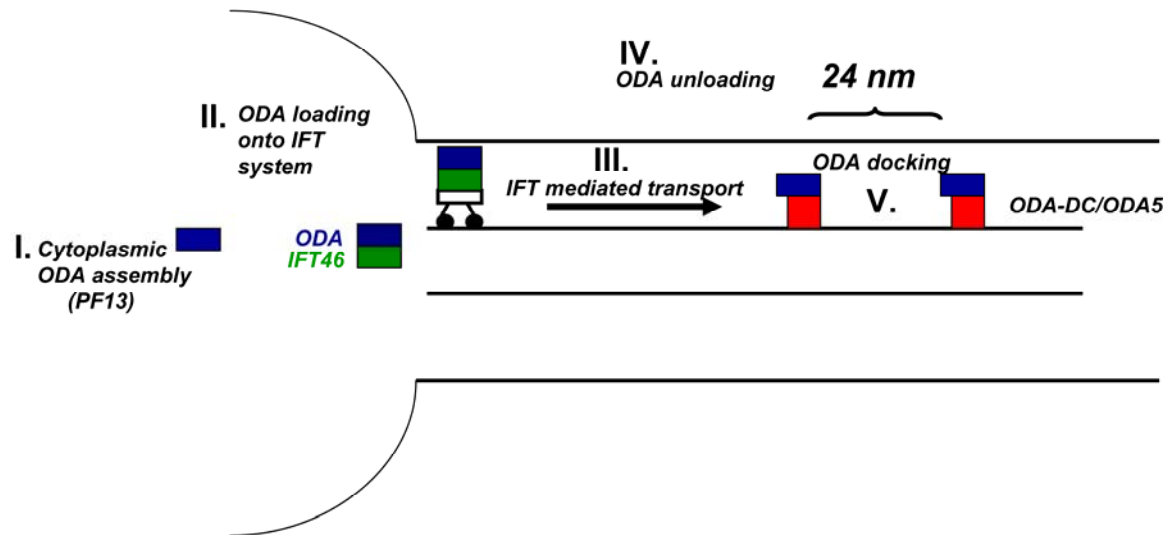 I. Cytoplasmic
ODA assembly
(PF13)
II. ODA loading
onto IFT
system
ODA
IFT46
III.
IFT mediated transport
IV.
ODA unloading
24 nm
ODA docking
V.
ODA-DC/ODA5